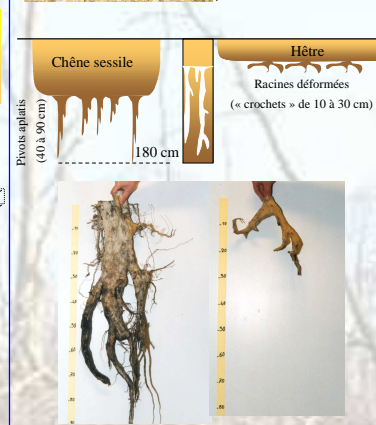 Chêne sessile
Pivots aplatis
(40 à 90 cm)
180 cm
Hêtre
Racines déformées
(« crochets » de 10 à 30 cm)